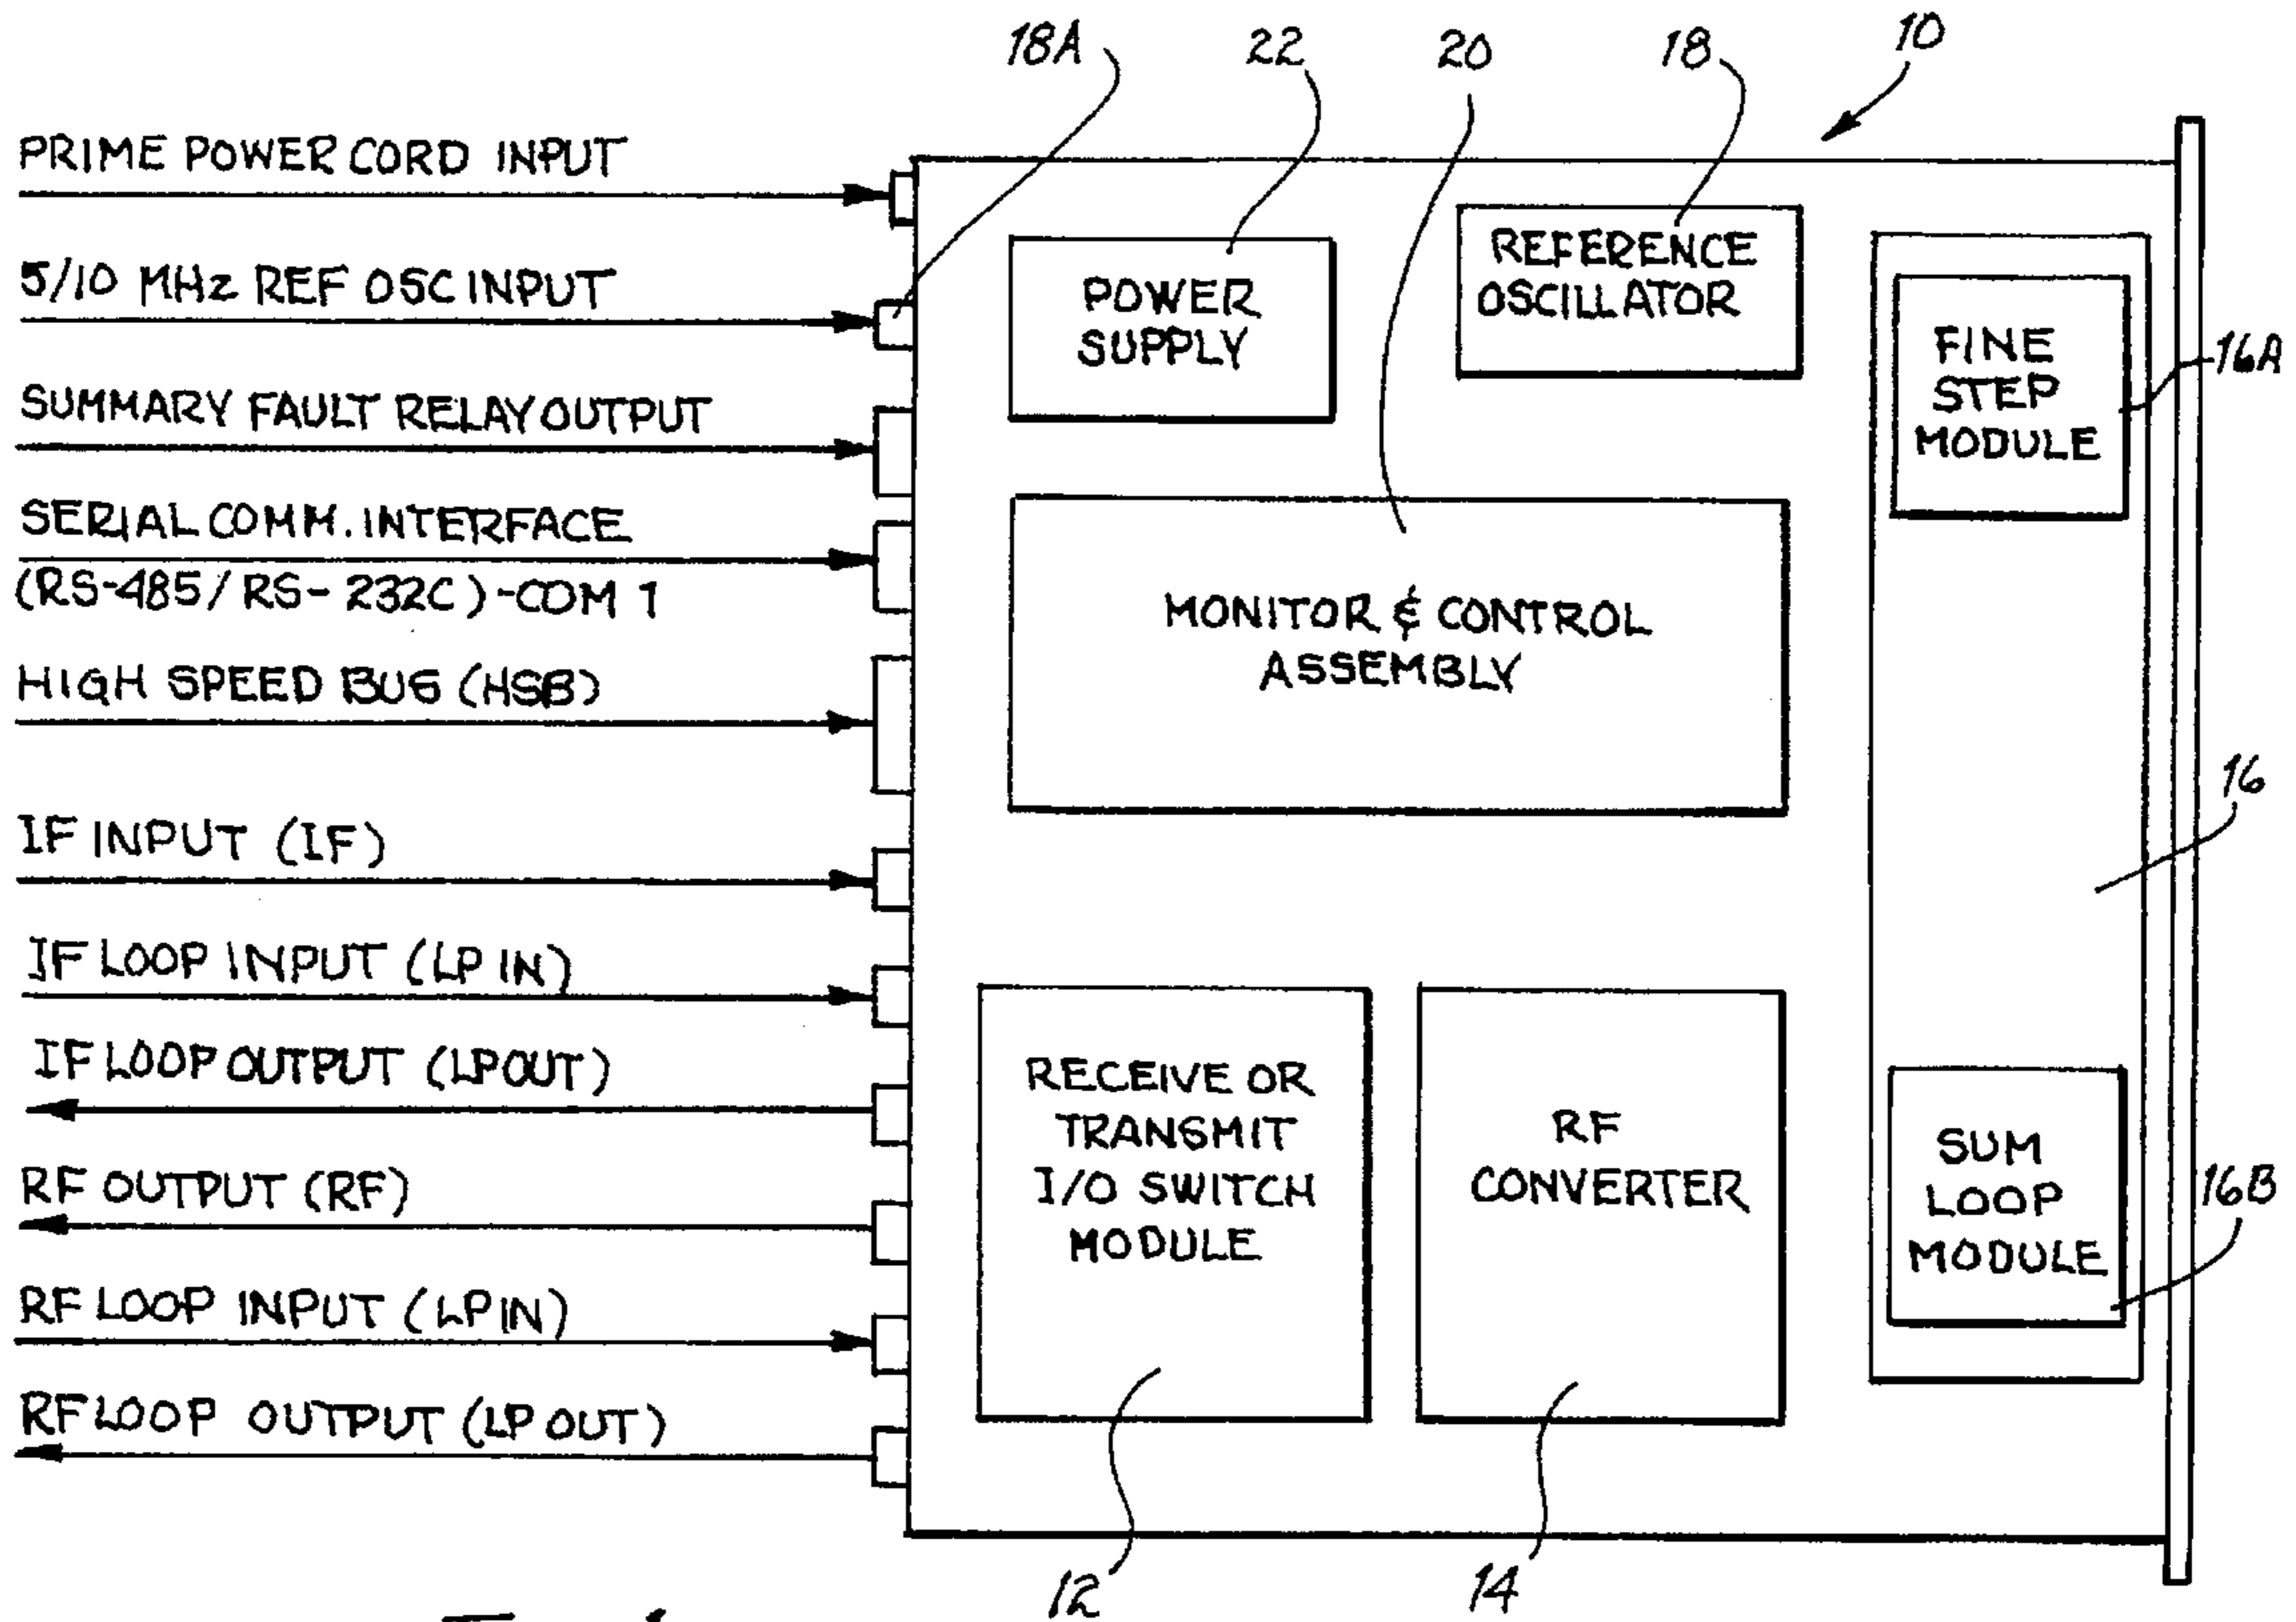 18A
22
20
18
10
PRIME POWER CORD INPUT
5/10 MHz REF OSC INPUT
SUMMARY FAULT RELAY OUTPUT
SERIAL COMM. INTERFACE
(RS-485/RS-232C)-COM 1
HIGH SPEED BUS (HSB)
IF INPUT (IF)
IF LOOP INPUT (LP IN)
IF LOOP OUTPUT (LP OUT)
RF OUTPUT (RF)
RF LOOP INPUT (LP IN)
RF LOOP OUTPUT (LP OUT)
POWER
SUPPLY
REFERENCE
OSCILLATOR
FINE
STEP
MODULE
16A
MONITOR & CONTROL
ASSEMBLY
16
RECEIVE OR
TRANSMIT
I/O SWITCH
MODULE
RF
CONVERTER
SUM
LOOP
MODULE
16B
12
14